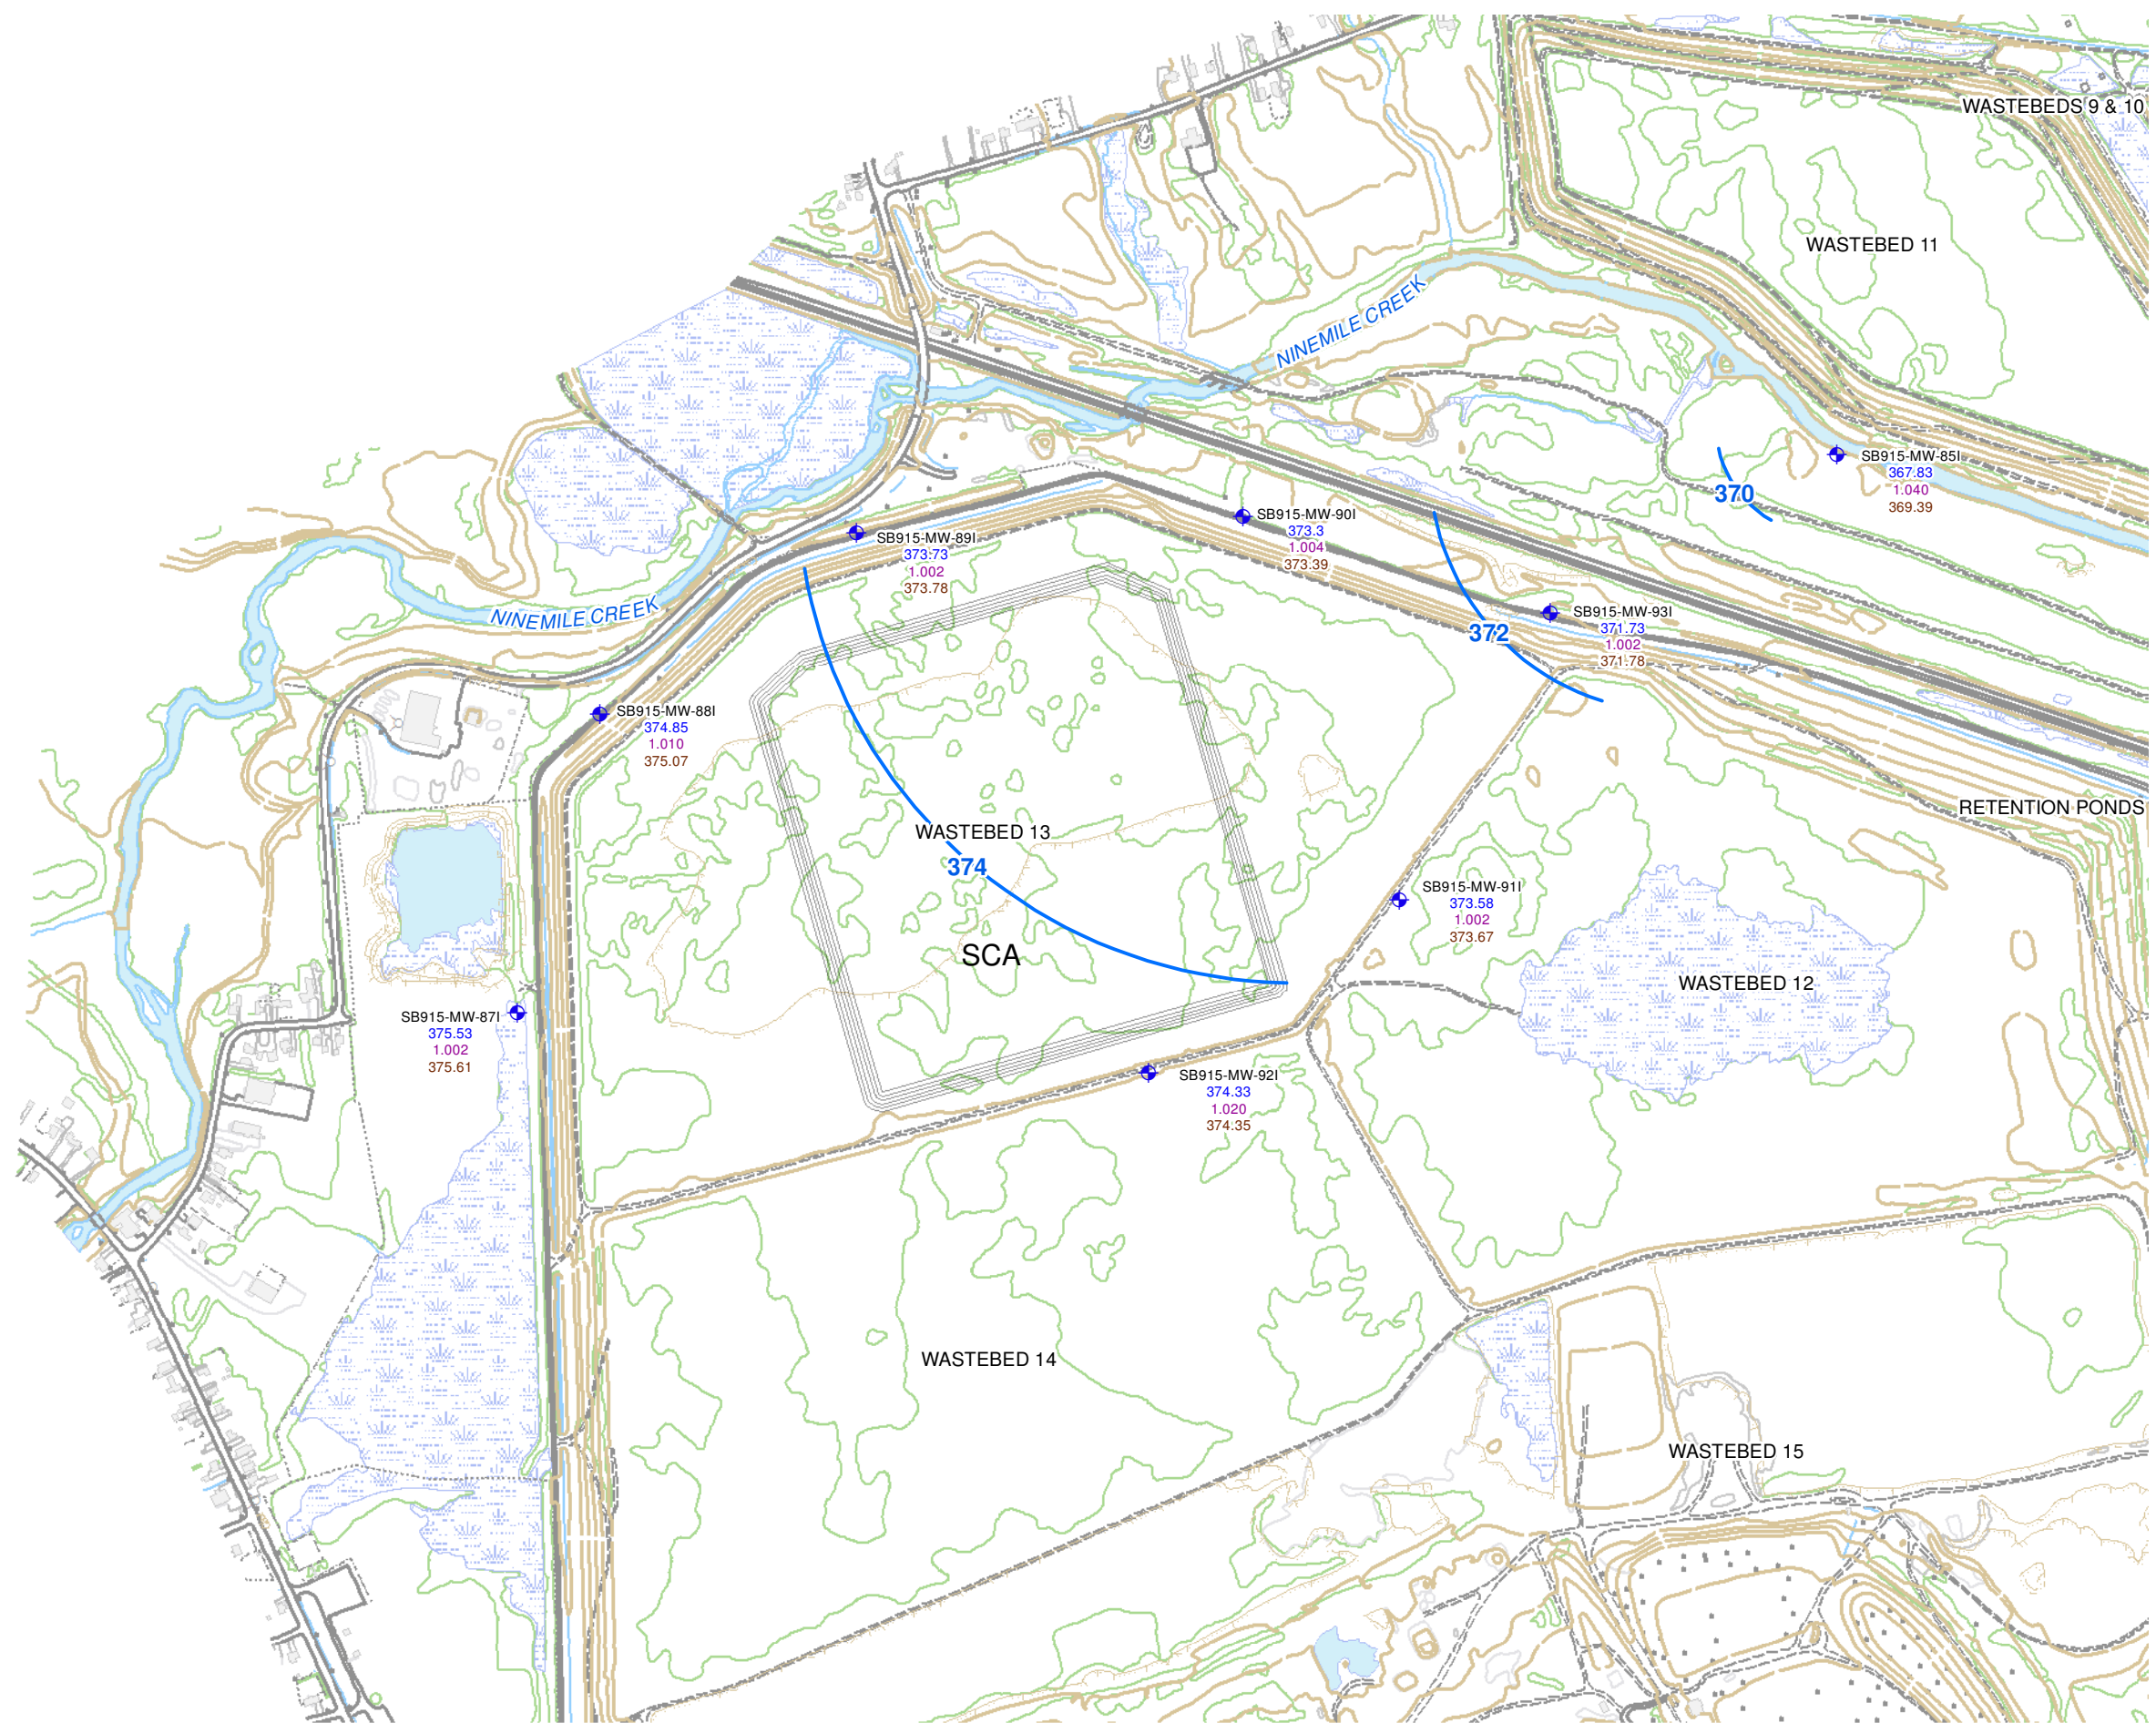 WASTEBEDS 9 & 10
WASTEBED 11
NINEMILE CREEK
SB915-MW-85I
367.83
1.040
369.39
370
SB915-MW-90I
373.3
1.004
373.39
SB915-MW-89I
373.73
1.002
373.78
NINEMILE CREEK
372
SB915-MW-93I
371.73
1.002
371.78
SB915-MW-88I
374.85
1.010
375.07
RETENTION PONDS
WASTEBED 13
374
SCA
SB915-MW-91I
373.58
1.002
373.67
WASTEBED 12
SB915-MW-87I
375.53
1.002
375.61
SB915-MW-92I
374.33
1.020
374.35
WASTEBED 14
WASTEBED 15